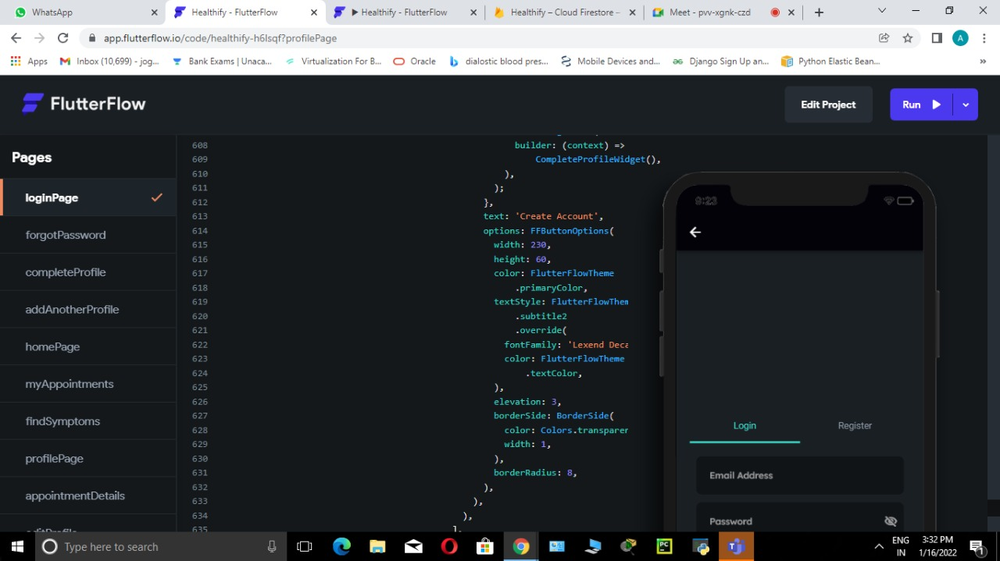 WhatsApp
Healthify - FlutterFlow
Healthify - FlutterFlow
Healthify – Cloud Firestore –
Meet - pvv-xgnk-czd
app.flutterflow.io/code/healthify-h6lsqf?profilePage
A
Apps
Inbox (10,699) - jog...
Bank Exams | Unaca...
Virtualization For B...
Oracle
dialostic blood pres...
Mobile Devices and...
Django Sign Up an...
Python Elastic Bean...
»
FlutterFlow
Edit Project
Run
Pages
loginPage
forgotPassword
completeProfile
addAnotherProfile
homePage
myAppointments
findSymptoms
profilePage
appointmentDetails
editProfile
608 builder: (context) =>
609 CompleteProfileWidget(),
610 ),
611 );
612 },
613 text: 'Create Account',
614 options: FFButtonOptions(
615 width: 230,
616 height: 60,
617 color: FlutterFlowTheme
618 .primaryColor,
619 textStyle: FlutterFlowThem
620 .subtitle2
621 .override(
622 fontFamily: 'Lexend Deca
623 color: FlutterFlowTheme
624 .textColor,
625 ),
626 elevation: 3,
627 borderSide: BorderSide(
628 color: Colors.transparen
629 width: 1,
630 ),
631 borderRadius: 8,
632 ),
633 ),
634 ),
635 ],
9:23
Login
Register
Email Address
Password
Type here to search
ENG
IN
3:32 PM
1/16/2022
1